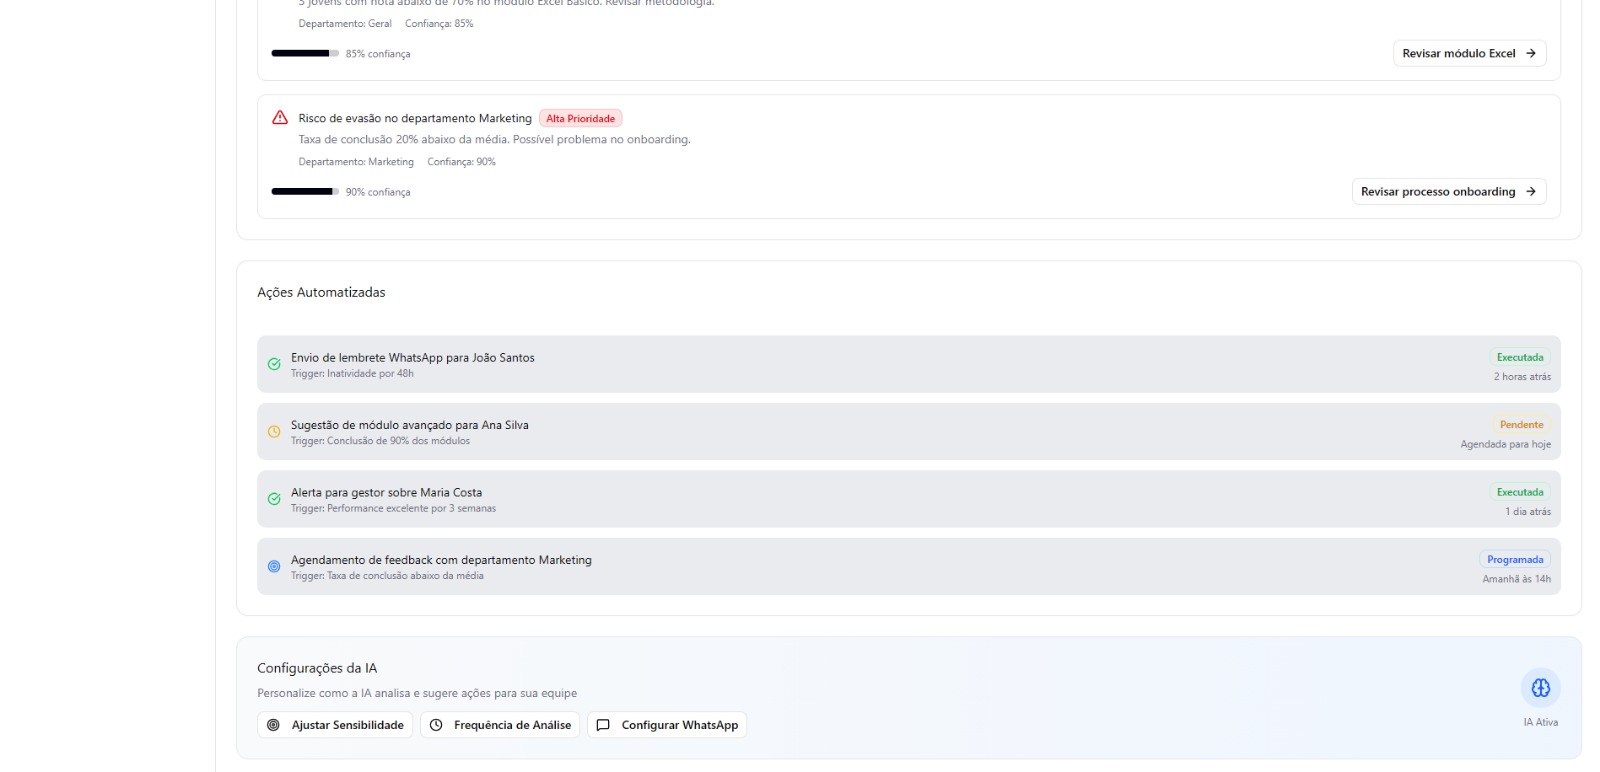 3 jovens com nota abaixo de 70% no módulo Excel Básico. Revisar metodologia.
Departamento: Geral Confiança: 85%
85% confiança
Revisar módulo Excel
Risco de evasão no departamento Marketing Alta Prioridade
Taxa de conclusão 20% abaixo da média. Possível problema no onboarding.
Departamento: Marketing Confiança: 90%
90% confiança
Revisar processo onboarding
Ações Automatizadas
Envio de lembrete WhatsApp para João Santos
Trigger: Inatividade por 48h
Executada
2 horas atrás
Sugestão de módulo avançado para Ana Silva
Trigger: Conclusão de 90% dos módulos
Pendente
Agendada para hoje
Alerta para gestor sobre Maria Costa
Trigger: Performance excelente por 3 semanas
Executada
1 dia atrás
Agendamento de feedback com departamento Marketing
Trigger: Taxa de conclusão abaixo da média
Programada
Amanhã às 14h
Configurações da IA
Personalize como a IA analisa e sugere ações para sua equipe
Ajustar Sensibilidade
Frequência de Análise
Configurar WhatsApp
IA Ativa